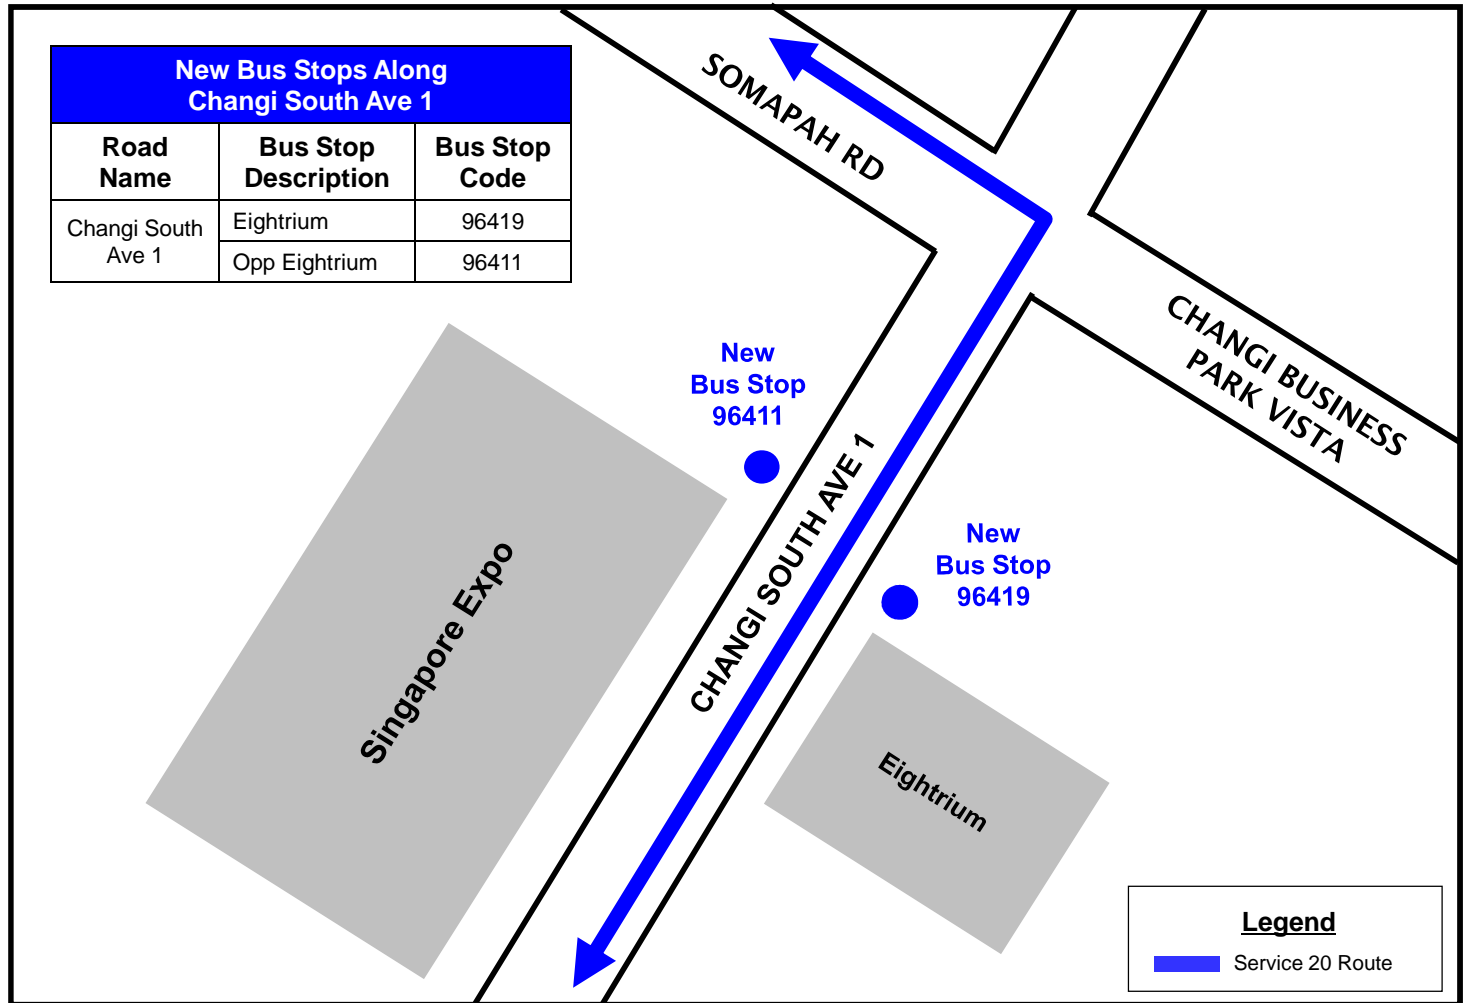 New Bus Stops Along
Changi South Ave 1
Road
Name
Bus Stop
Description
Bus Stop
Code
Changi South
Ave 1
Eightrium
96419
Opp Eightrium
96411
SOMAPAH RD
CHANGI BUSINESS
PARK VISTA
New
Bus Stop
96411
CHANGI SOUTH AVE 1
New
Bus Stop
96419
Singapore Expo
Eightrium
Legend
Service 20 Route